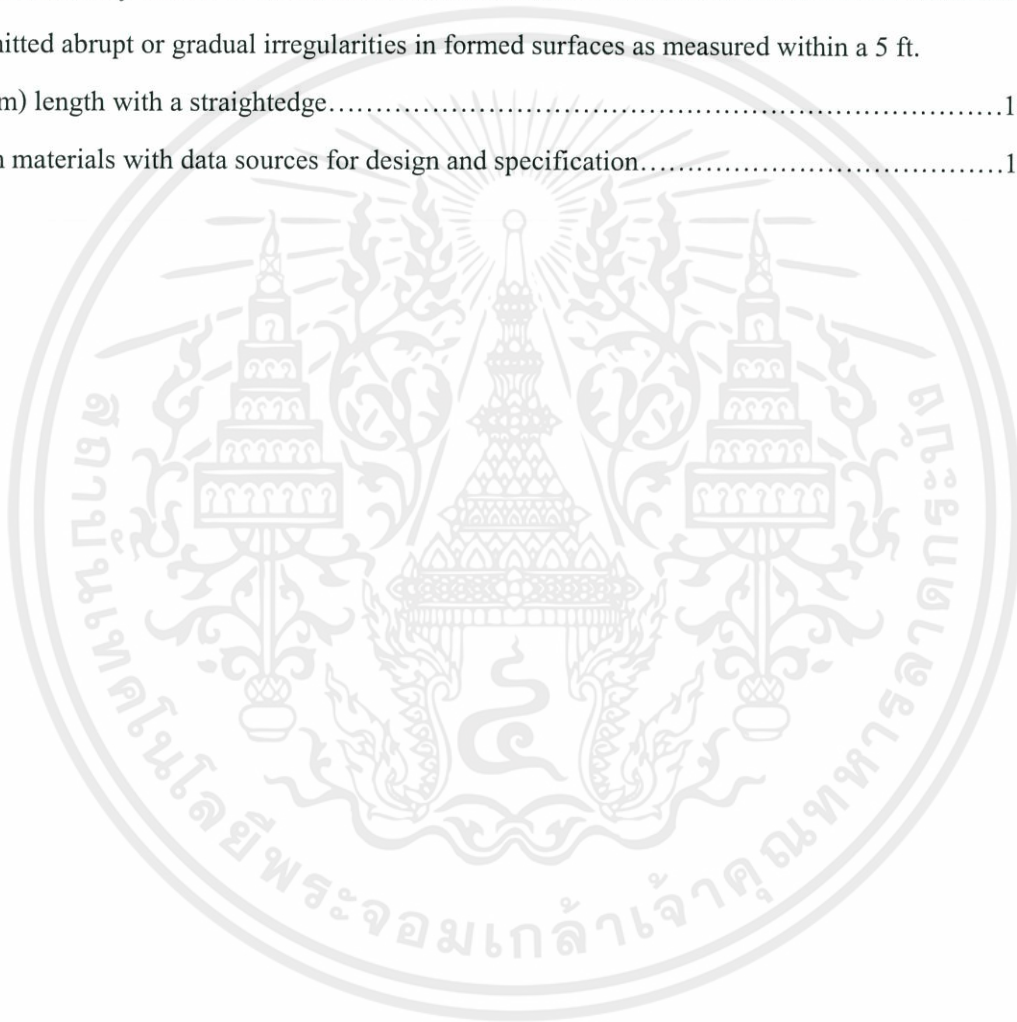 itted abrupt or gradual irregularities in formed surfaces as measured within a 5 ft.
m) length with a straightedge......................................................................................1
materials with data sources for design and specification......................................1
สถาบันเทคโนโลยีพระจอมเกล้าเจ้าคุณทหารลาดกระบัง